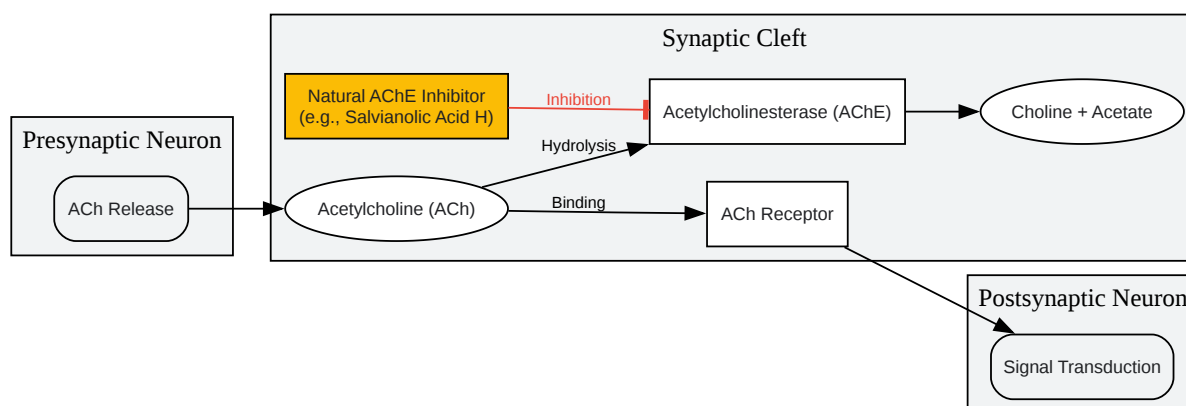 Synaptic Cleft
Natural AChE Inhibitor
(e.g., Salvianolic Acid H)
Inhibition
Acetylcholinesterase (AChE)
Choline + Acetate
Presynaptic Neuron
ACh Release
Hydrolysis
Acetylcholine (ACh)
Binding
ACh Receptor
Postsynaptic Neuron
Signal Transduction